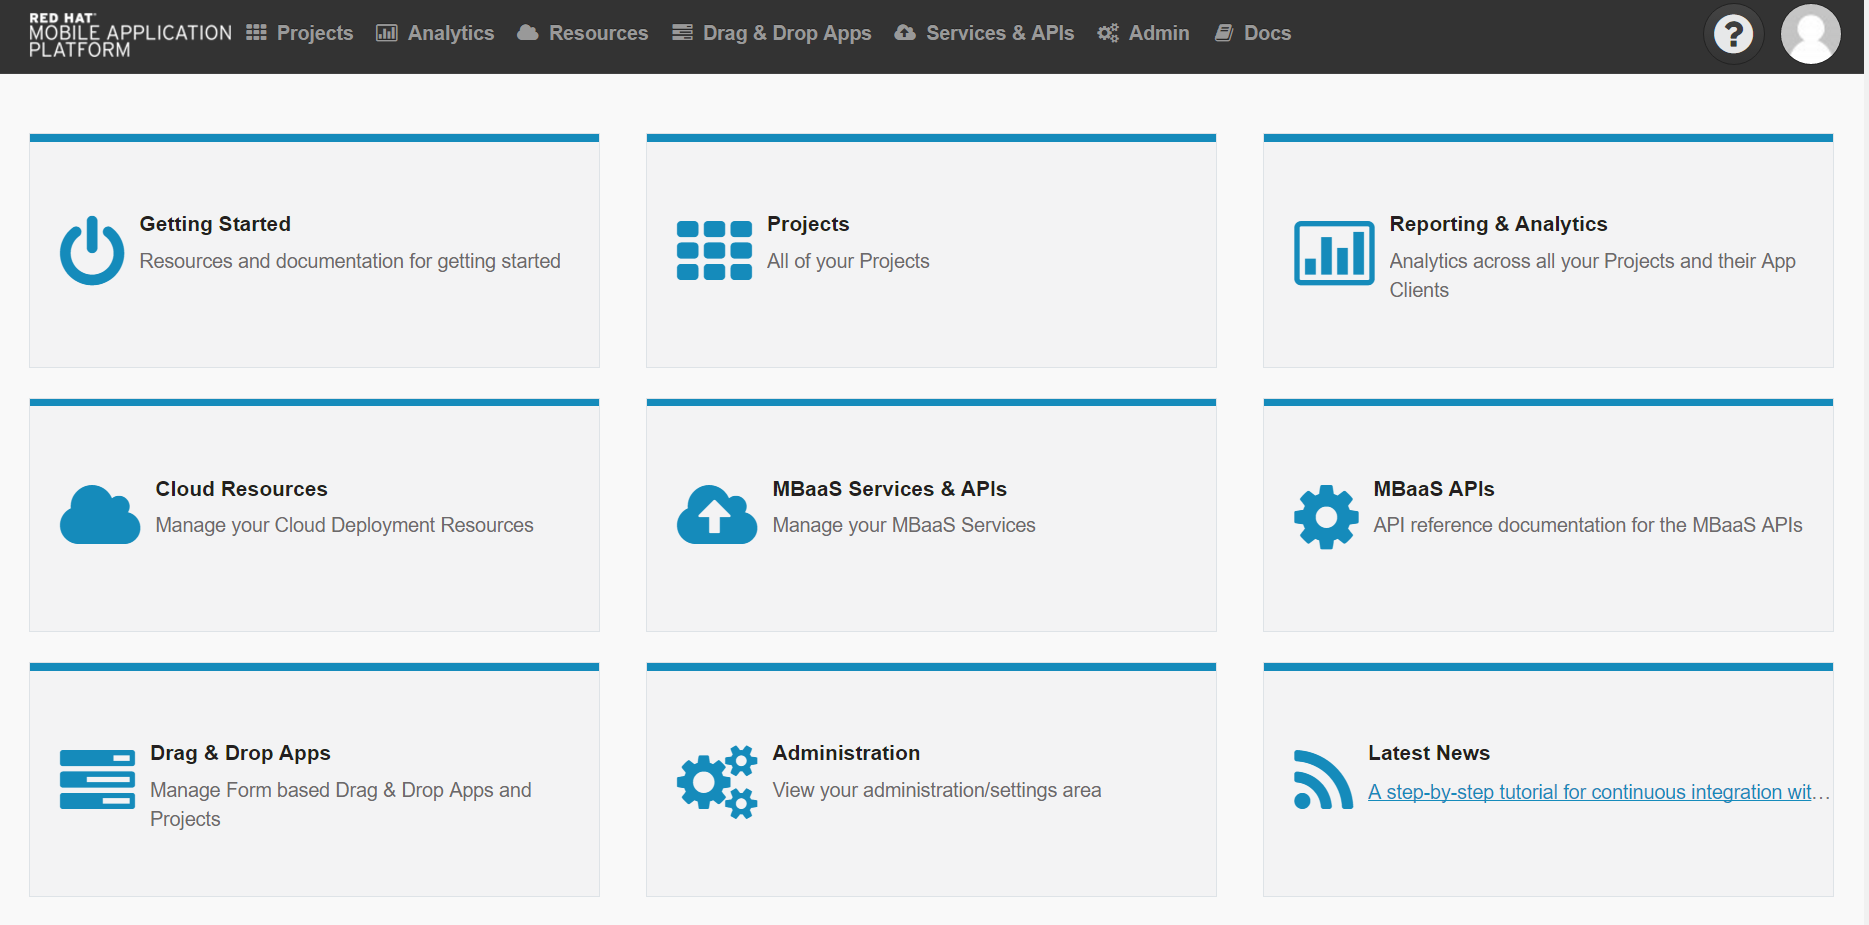 RED HAT
MOBILE APPLICATION
PLATFORM
Projects
Analytics
Resources
Drag & Drop Apps
Services & APIs
Admin
Docs
?
Getting Started
Resources and documentation for getting started
Projects
All of your Projects
Reporting & Analytics
Analytics across all your Projects and their App
Clients
Cloud Resources
Manage your Cloud Deployment Resources
MBaaS Services & APIs
Manage your MBaaS Services
MBaaS APIs
API reference documentation for the MBaaS APIs
Drag & Drop Apps
Manage Form based Drag & Drop Apps and
Projects
Administration
View your administration/settings area
Latest News
A step-by-step tutorial for continuous integration wit...